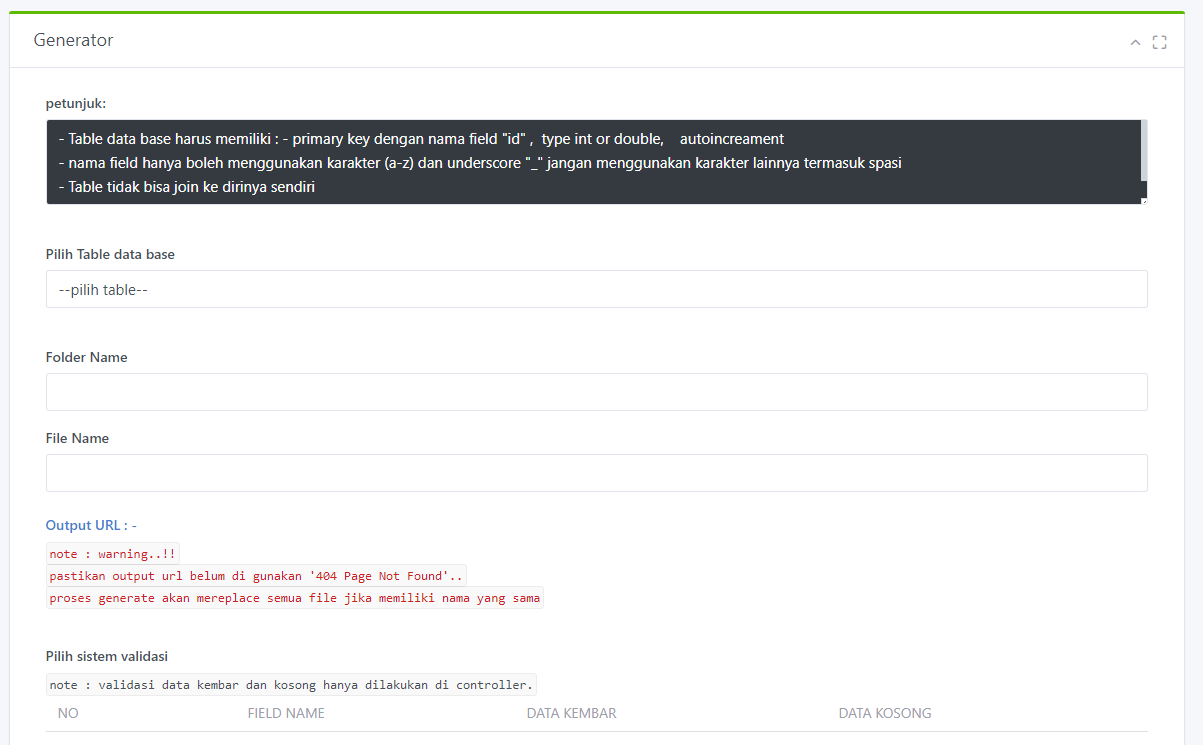 Generator
petunjuk:
- Table data base harus memiliki : - primary key dengan nama field "id" , type int or double, autoincreament
- nama field hanya boleh menggunakan karakter (a-z) dan underscore "_" jangan menggunakan karakter lainnya termasuk spasi
- Table tidak bisa join ke dirinya sendiri
Pilih Table data base
--pilih table--
Folder Name
File Name
Output URL : -
note : warning..!!
pastikan output url belum di gunakan '404 Page Not Found'..
proses generate akan mereplace semua file jika memiliki nama yang sama
Pilih sistem validasi
note : validasi data kembar dan kosong hanya dilakukan di controller.
NO FIELD NAME DATA KEMBAR DATA KOSONG